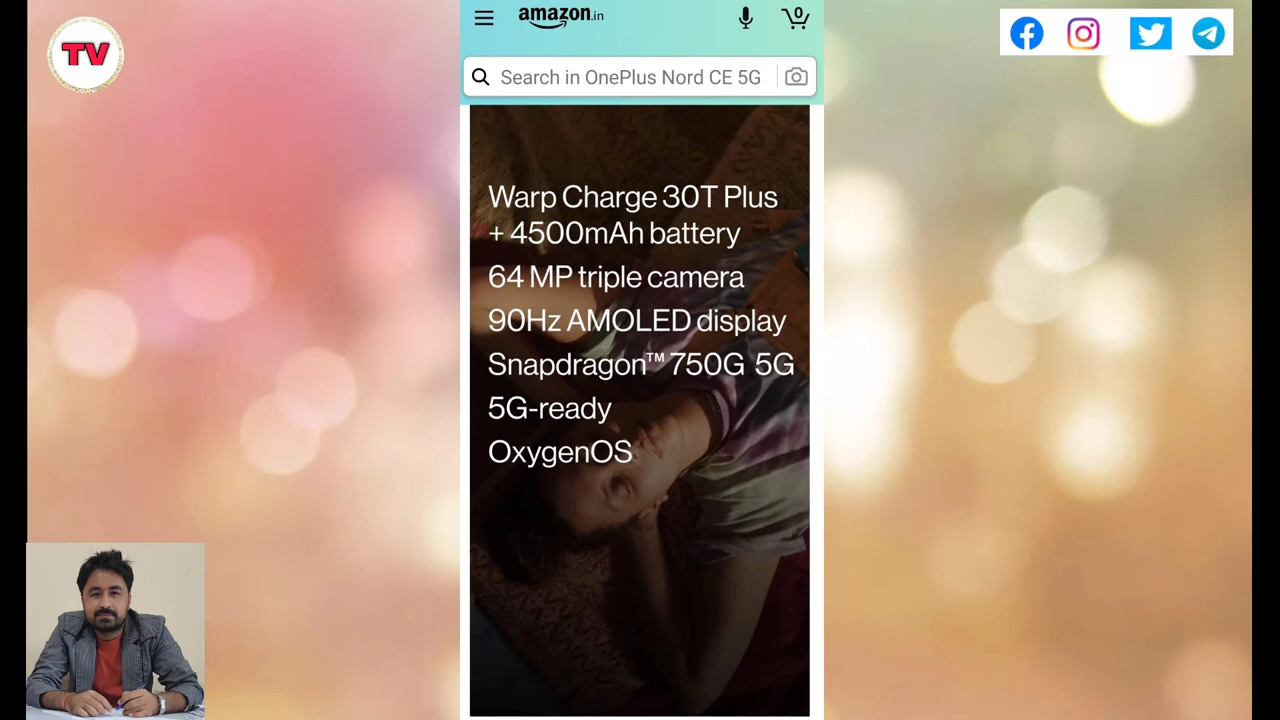 TV
amazon.in
0
Search in OnePlus Nord CE 5G
Warp Charge 30T Plus
+ 4500mAh battery
64 MP triple camera
90Hz AMOLED display
Snapdragon™ 750G 5G
5G-ready
OxygenOS